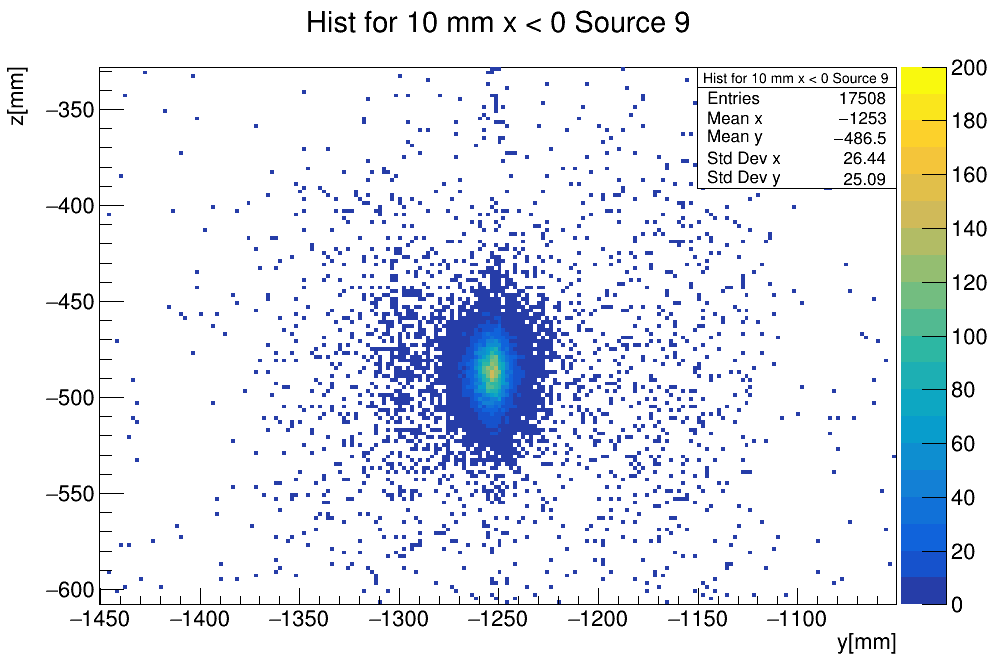 Hist for 10 mm x < 0 Source 9
z[mm]
−350
−400
−450
−500
−550
−600
Hist for 10 mm x < 0 Source 9
Entries 17508
Mean x −1253
Mean y −486.5
Std Dev x 26.44
Std Dev y 25.09
200
180
160
140
120
100
80
60
40
20
0
−1450 −1400 −1350 −1300 −1250 −1200 −1150 −1100
y[mm]